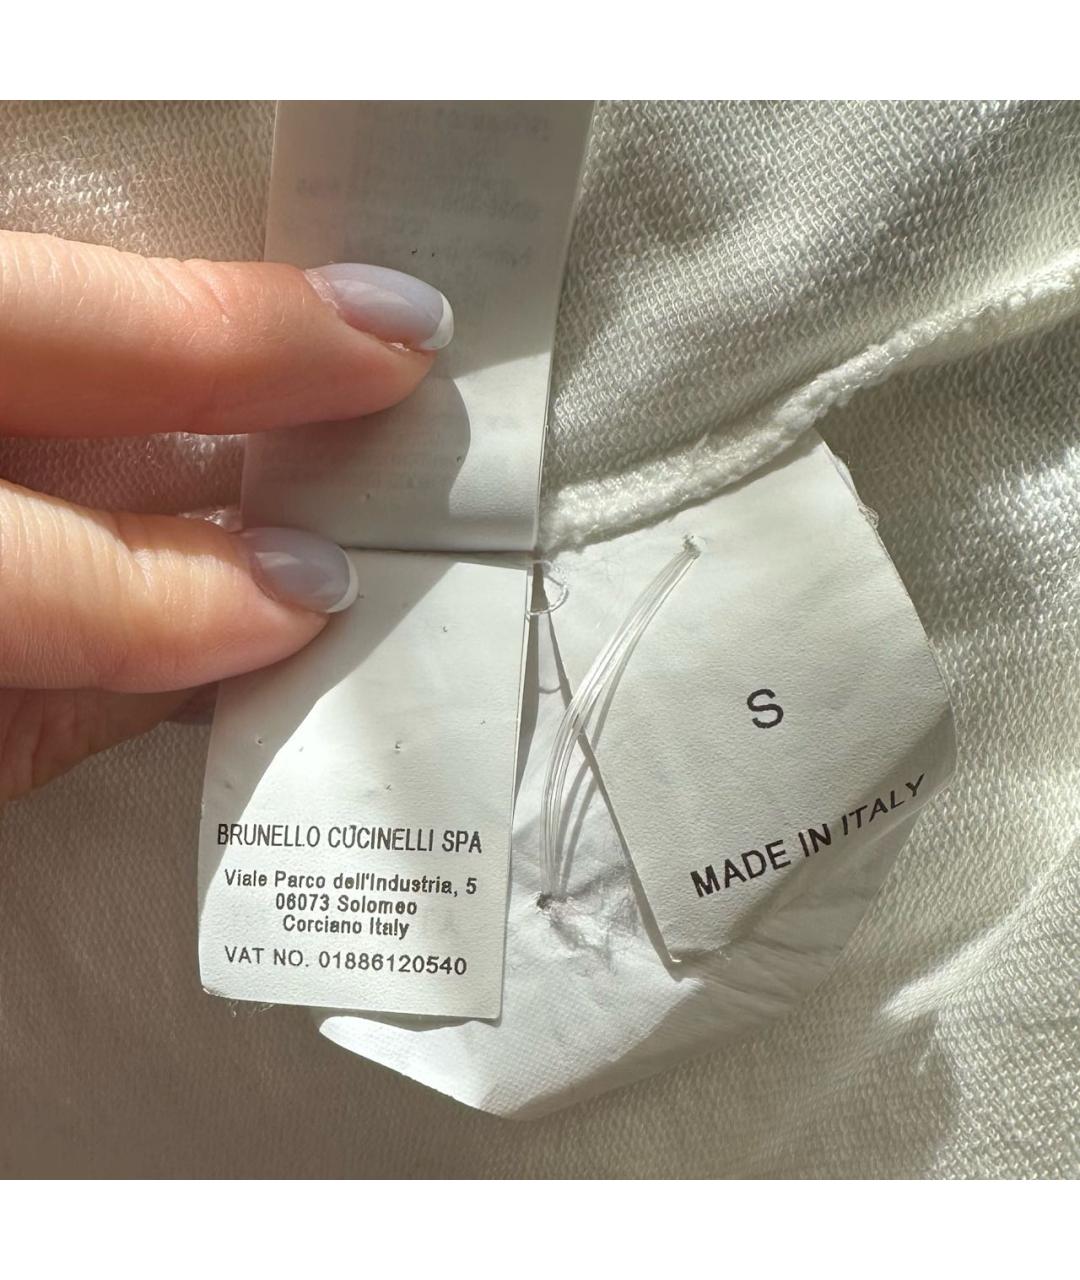 BRUNELLO CUCINELLI SPA
Viale Parco dell'Industria, 5
06073 Solomeo
Corciano Italy
VAT NO. 01886120540
S
MADE IN ITALY